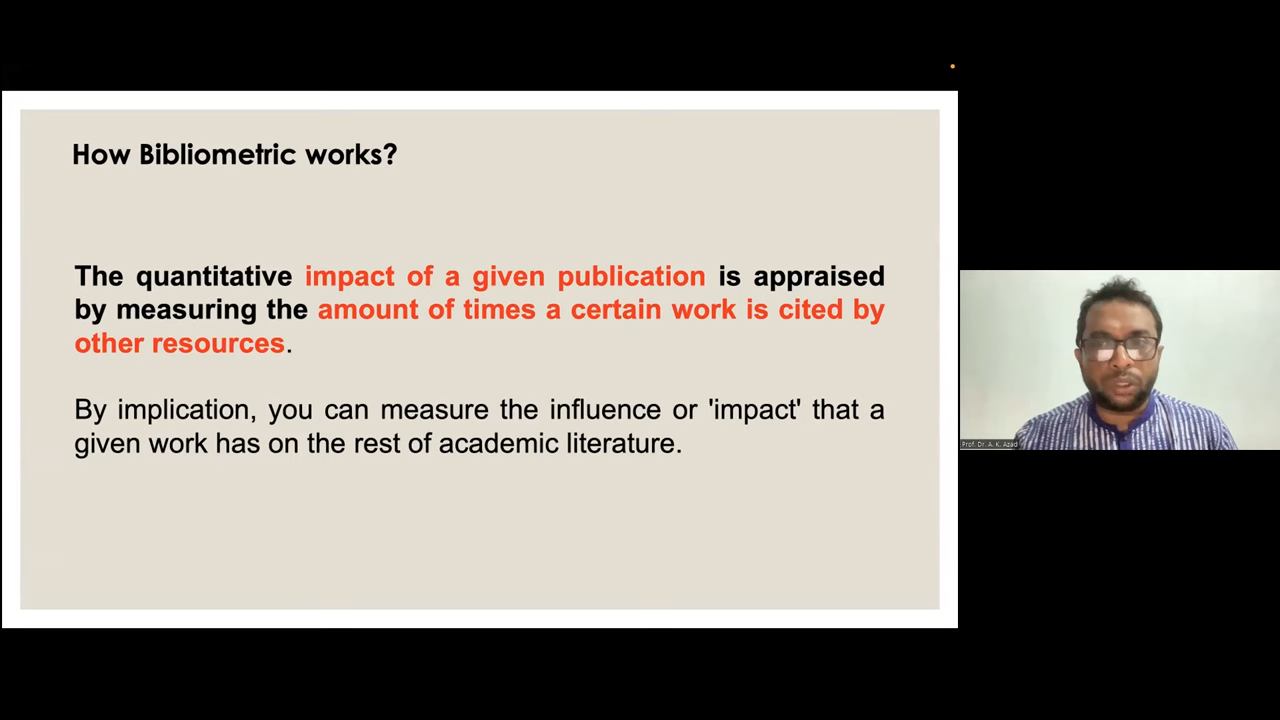 How Bibliometric works?
The quantitative impact of a given publication is appraised
by measuring the amount of times a certain work is cited by
other resources.
By implication, you can measure the influence or 'impact' that a
given work has on the rest of academic literature.
Prof. Dr. A. K. Azad